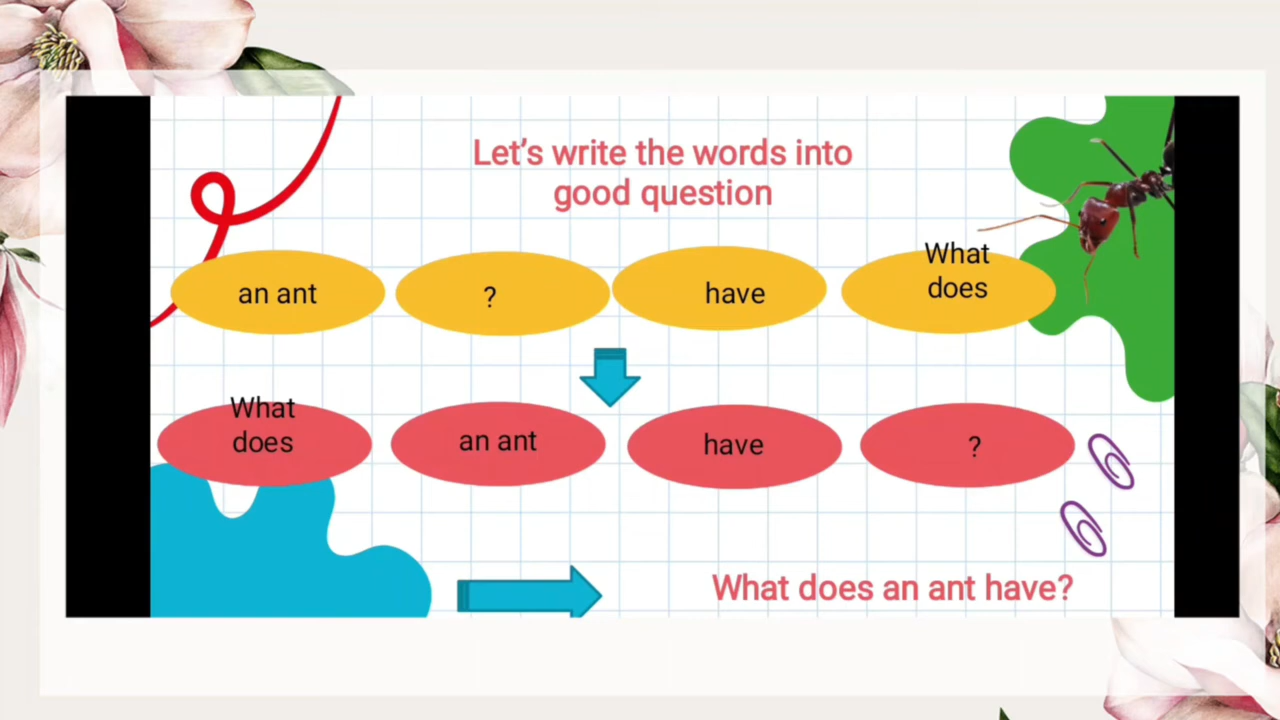 Let's write the words into
good question
an ant
?
have
What
does
What
does
an ant
have
?
What does an ant have?